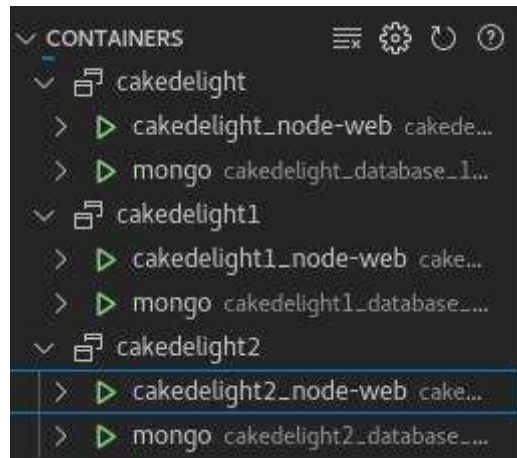 CONTAINERS
cakedelight
cakedelight_node-web cakede...
mongo cakedelight_database_1...
cakedelight1
cakedelight1_node-web cake...
mongo cakedelight1_database_...
cakedelight2
cakedelight2_node-web cake...
mongo cakedelight2_database_...